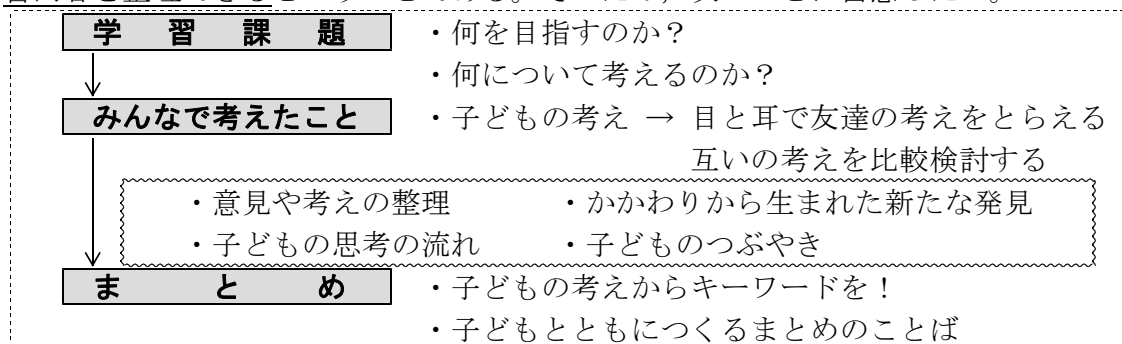 学習課題 ・何を目指すのか？
・何について考えるのか？
みんなで考えたこと ・子どもの考え → 目と耳で友達の考えをとらえる
互いの考えを比較検討する
・意見や考えの整理 ・かかわりから生まれた新たな発見
・子どもの思考の流れ ・子どものつぶやき
まとめ ・子どもの考えからキーワードを！
・子どもとともにつくるまとめのことば